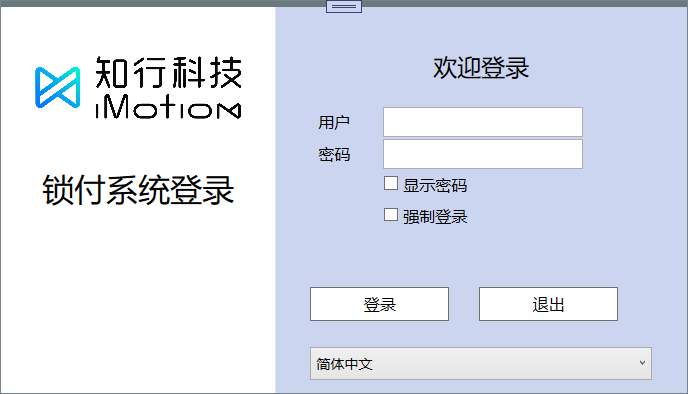 知行科技
iMotion
锁付系统登录
欢迎登录
用户
密码
显示密码
强制登录
登录
退出
简体中文